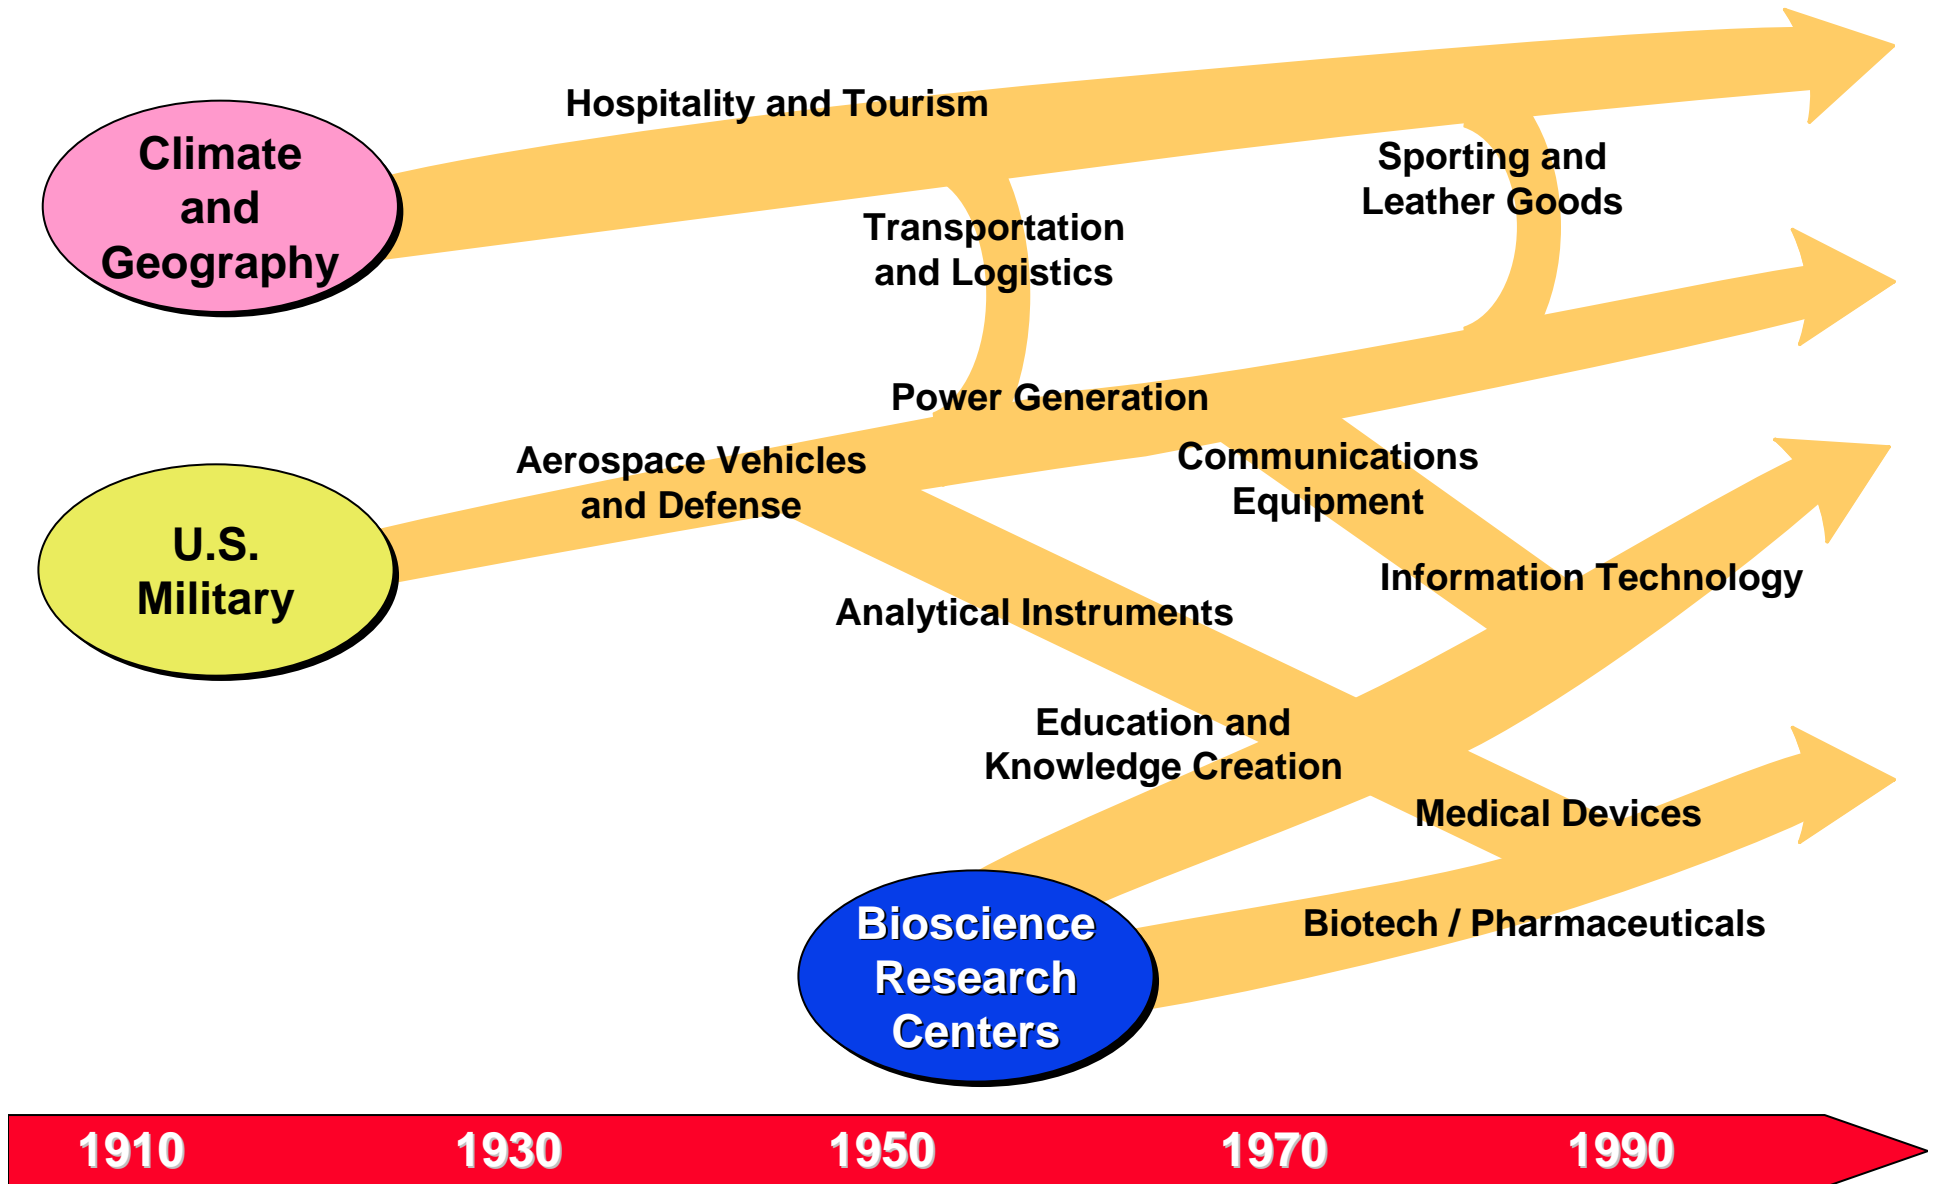 Hospitality and Tourism
Climate
and
Geography
Sporting and
Leather Goods
Transportation
and Logistics
Power Generation
Aerospace Vehicles
and Defense
Communications
Equipment
U.S.
Military
Information Technology
Analytical Instruments
Education and
Knowledge Creation
Medical Devices
Bioscience
Research
Centers
Biotech / Pharmaceuticals
1910 1930 1950 1970 1990